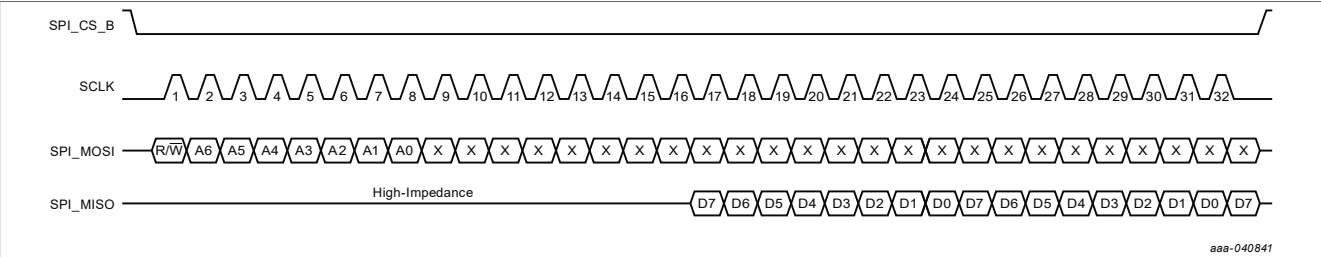 SPI_CS_B
SCLK 1 2 3 4 5 6 7 8 9 10 11 12 13 14 15 16 17 18 19 20 21 22 23 24 25 26 27 28 29 30 31 32
SPI_MOSI R/W̅ A6 A5 A4 A3 A2 A1 A0 X X X X X X X X X X X X X X X X X X X X X X X X X
SPI_MISO High-Impedance D7 D6 D5 D4 D3 D2 D1 D0 D7 D6 D5 D4 D3 D2 D1 D0 D7
aaa-040841